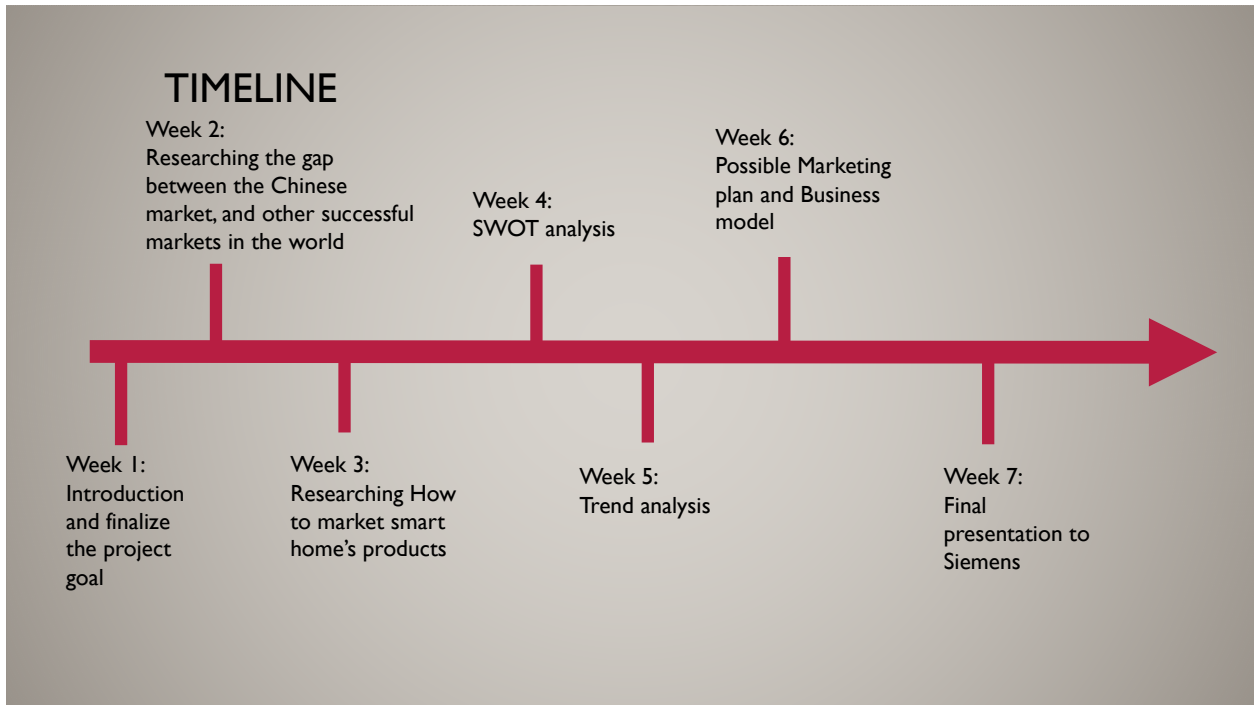 TIMELINE
Week 2:
Researching the gap
between the Chinese
market, and other successful
markets in the world
Week 4:
SWOT analysis
Week 6:
Possible Marketing
plan and Business
model
Week 1:
Introduction
and finalize
the project
goal
Week 3:
Researching How
to market smart
home’s products
Week 5:
Trend analysis
Week 7:
Final
presentation to
Siemens